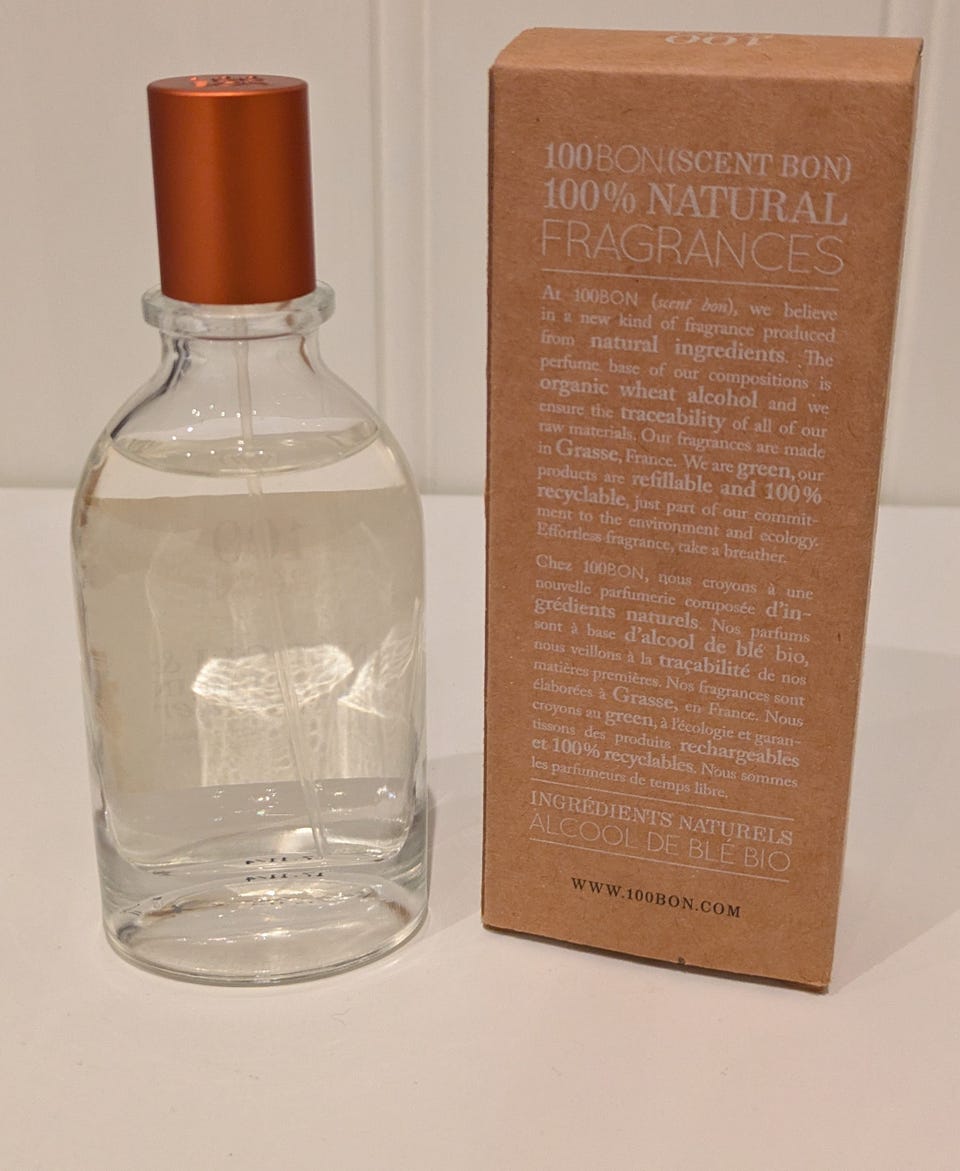 100
100BON (SCENT BON)
100% NATURAL
FRAGRANCES
At 100BON (scent bon), we believe
in a new kind of fragrance produced
from natural ingredients. The
perfume base of our compositions is
organic wheat alcohol and we
ensure the traceability of all of our
raw materials. Our fragrances are made
in Grasse, France. We are green, our
products are refillable and 100%
recyclable, just part of our commit-
ment to the environment and ecology.
Effortless fragrance, take a breather.
Chez 100BON, nous croyons à une
nouvelle parfumerie composée d'in-
grédients naturels. Nos parfums
sont à base d'alcool de blé bio,
nous veillons à la traçabilité de nos
matières premières. Nos fragrances sont
élaborées à Grasse, en France. Nous
croyons au green, à l'écologie et garan-
tissons des produits rechargeables
et 100% recyclables. Nous sommes
les parfumeurs de temps libre.
INGRÉDIENTS NATURELS
ALCOOL DE BLÉ BIO
WWW.100BON.COM